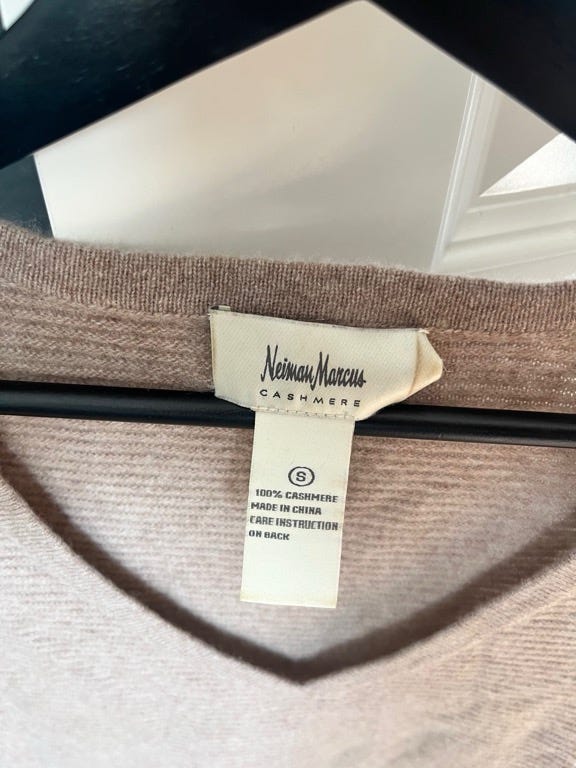 Neiman Marcus
CASHMERE
S
100% CASHMERE
MADE IN CHINA
CARE INSTRUCTION
ON BACK